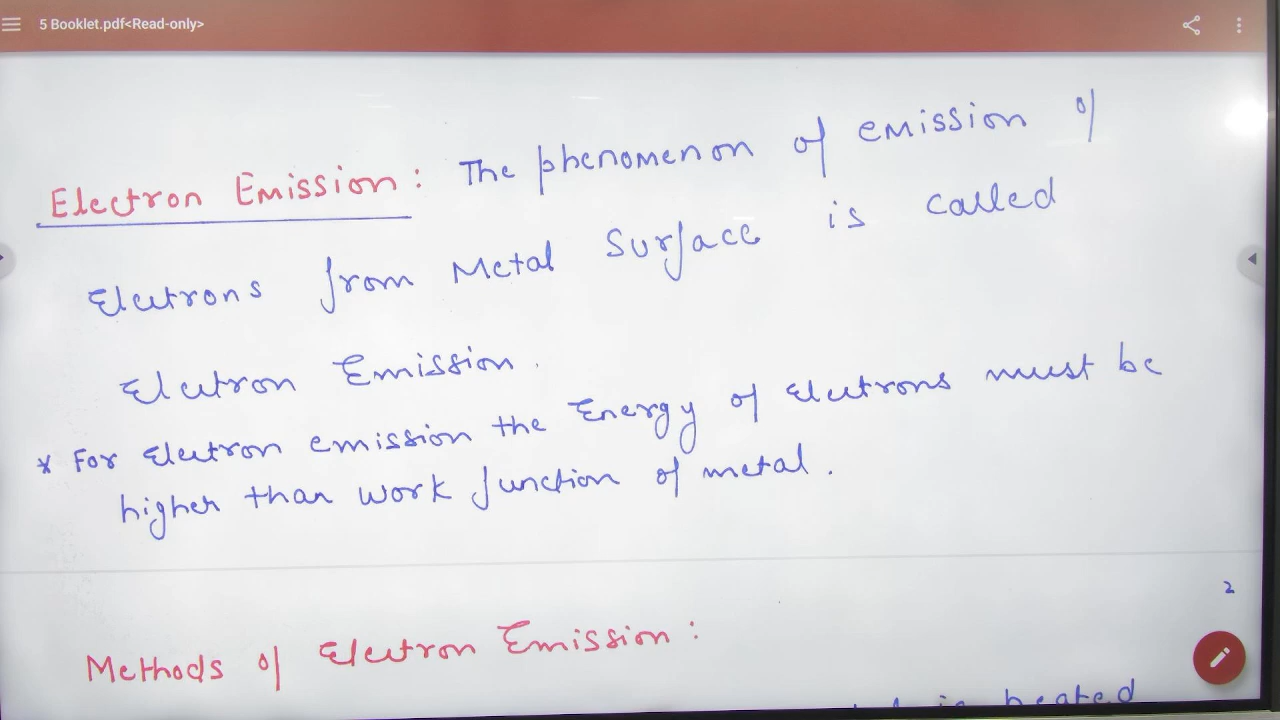 5 Booklet.pdf<Read-only>
Electron Emission: The phenomenon of emission of
Electrons from Metal Surface is called
Electron Emission.
* For Electron emission the Energy of Electrons must be
higher than work function of metal.
2
Methods of Electron Emission:
is heated